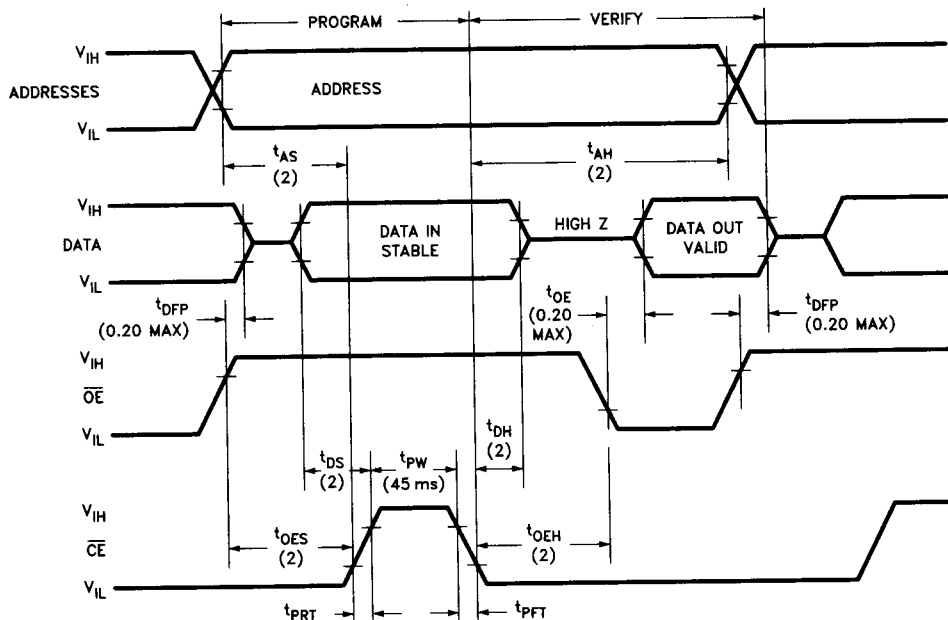 PROGRAM
VERIFY
VIH
ADDRESSES
ADDRESS
VIL
tAS
(2)
tAH
(2)
VIH
DATA
DATA IN
STABLE
HIGH Z
DATA OUT
VALID
VIL
tDFP
(0.20 MAX)
tOE
(0.20
MAX)
tDFP
(0.20 MAX)
VIH
OE
VIL
tDS
(2)
tPW
(45 ms)
tDH
(2)
VIH
CE
tOES
(2)
tOEH
(2)
VIL
tPRT
tPFT